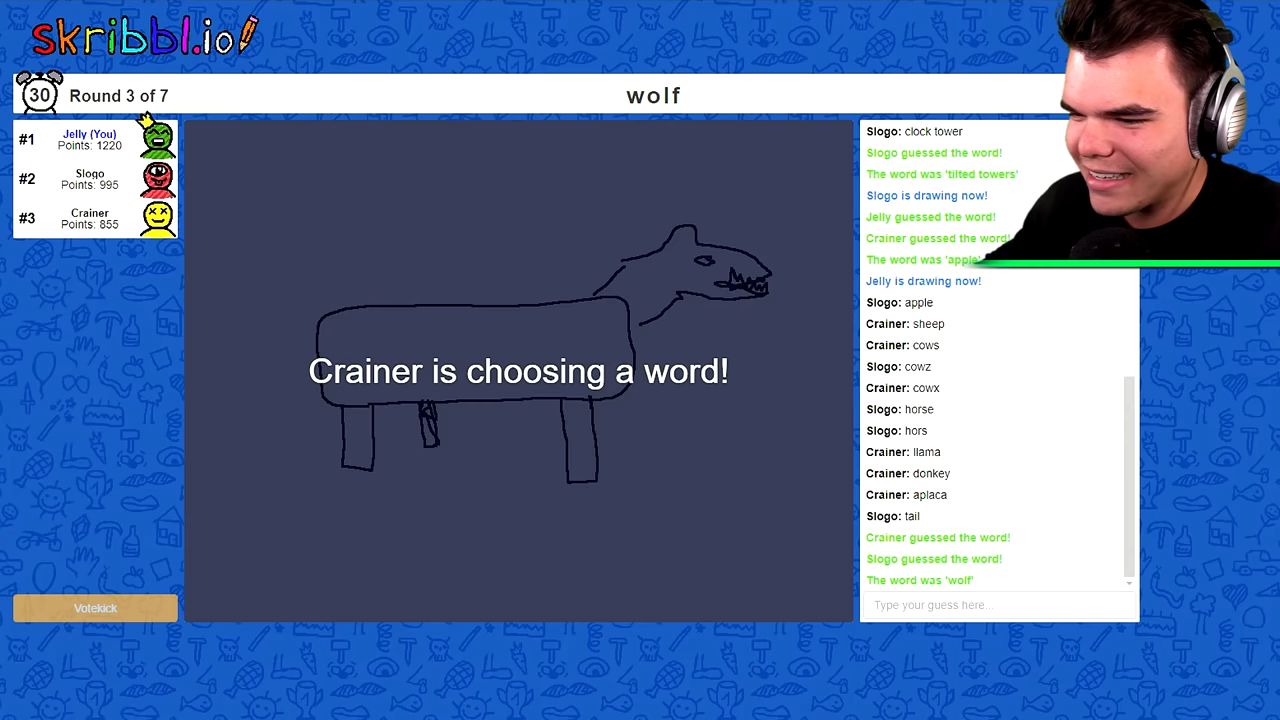 skribbl.io
30
Round 3 of 7
wolf
#1
Jelly (You)
Points: 1220
#2
Slogo
Points: 995
#3
Crainer
Points: 855
Crainer is choosing a word!
Votekick
Slogo: clock tower
Slogo guessed the word!
The word was 'tilted towers'
Slogo is drawing now!
Jelly guessed the word!
Crainer guessed the word!
The word was 'apple'
Jelly is drawing now!
Slogo: apple
Crainer: sheep
Crainer: cows
Slogo: cowz
Crainer: cowx
Slogo: horse
Slogo: hors
Crainer: llama
Crainer: donkey
Crainer: aplaca
Slogo: tail
Crainer guessed the word!
Slogo guessed the word!
The word was 'wolf'
Type your guess here...